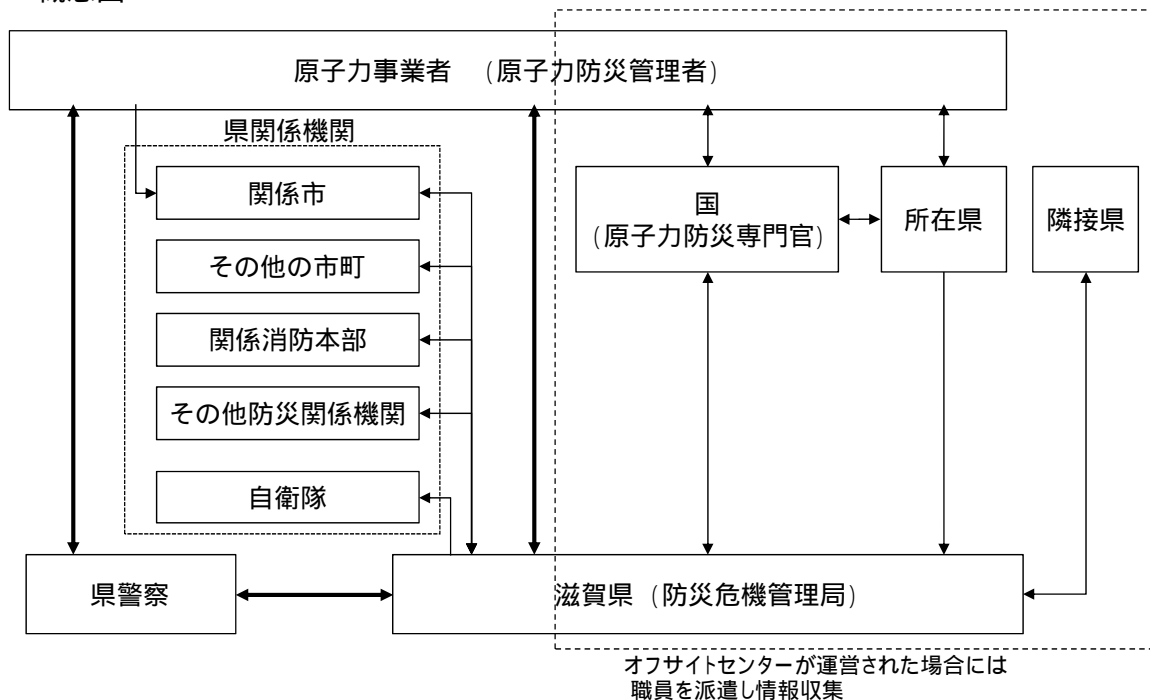 原子力事業者 （原子力防災管理者）
県関係機関
関係市
その他の市町
関係消防本部
その他防災関係機関
自衛隊
国
（原子力防災専門官）
所在県
隣接県
県警察
滋賀県（防災危機管理局）
オフサイトセンターが運営された場合には
職員を派遣し情報収集